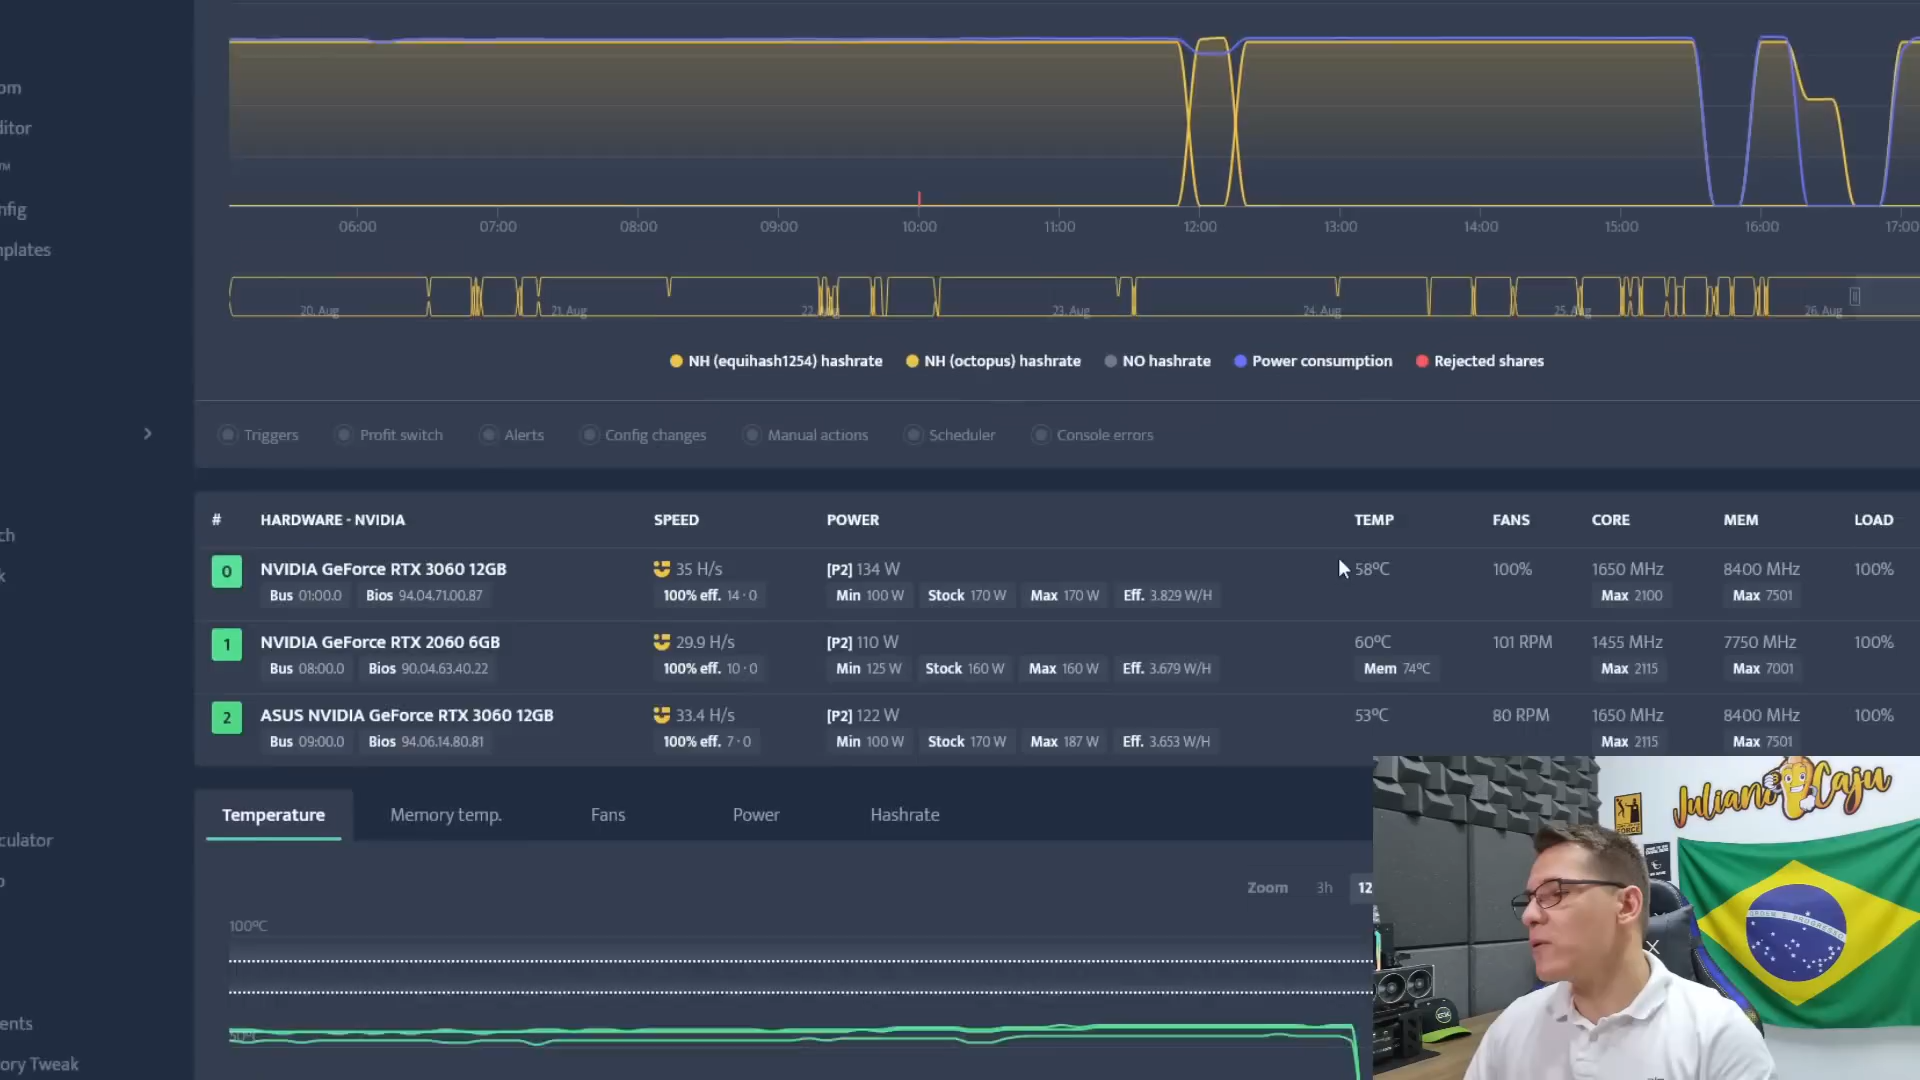 om
ditor
TM
nfig
nplates
06:00 07:00 08:00 09:00 10:00 11:00 12:00 13:00 14:00 15:00 16:00 17:00
20. Aug 21. Aug 23. Aug 24. Aug 26. Aug
NH (equihash1254) hashrate NH (octopus) hashrate NO hashrate Power consumption Rejected shares
Triggers Profit switch Alerts Config changes Manual actions Scheduler Console errors
ch
k
# HARDWARE - NVIDIA SPEED POWER TEMP FANS CORE MEM LOAD
0 NVIDIA GeForce RTX 3060 12GB 35 H/s [P2] 134 W 58ºC 100% 1650 MHz 8400 MHz 100%
Bus 01:00.0 Bios 94.04.71.00.87 100% eff. 14 · 0 Min 100 W Stock 170 W Max 170 W Eff. 3.829 W/H Max 2100 Max 7501
1 NVIDIA GeForce RTX 2060 6GB 29.9 H/s [P2] 110 W 60ºC 101 RPM 1455 MHz 7750 MHz 100%
Bus 08:00.0 Bios 90.04.63.40.22 100% eff. 10 · 0 Min 125 W Stock 160 W Max 160 W Eff. 3.679 W/H Mem 74ºC Max 2115 Max 7001
2 ASUS NVIDIA GeForce RTX 3060 12GB 33.4 H/s [P2] 122 W 53ºC 80 RPM 1650 MHz 8400 MHz 100%
Bus 09:00.0 Bios 94.06.14.80.81 100% eff. 7 · 0 Min 100 W Stock 170 W Max 187 W Eff. 3.653 W/H Max 2115 Max 7501
Temperature Memory temp. Fans Power Hashrate
culator
Zoom 3h 12
100ºC
ents
ory Tweak
Juliano Caju